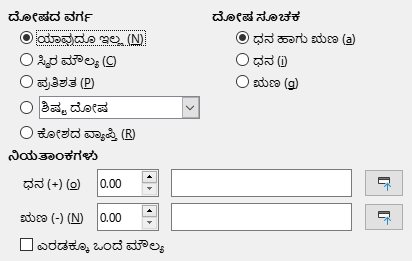 ದೋಷದ ವರ್ಗ
ಯಾವುದೂ ಇಲ್ಲ (N)
ಸ್ಥಿರ ಮೌಲ್ಯ (C)
ಪ್ರತಿಶತ (P)
ಶಿಷ್ಟ ದೋಷ
ಕೋಶದ ವ್ಯಾಪ್ತಿ (R)
ದೋಷ ಸೂಚಕ
ಧನ ಹಾಗು ಋಣ (a)
ಧನ (i)
ಋಣ (g)
ನಿಯತಾಂಕಗಳು
ಧನ (+) (o) 0.00
ಋಣ (-) (N) 0.00
ಎರಡಕ್ಕೂ ಒಂದೆ ಮೌಲ್ಯ